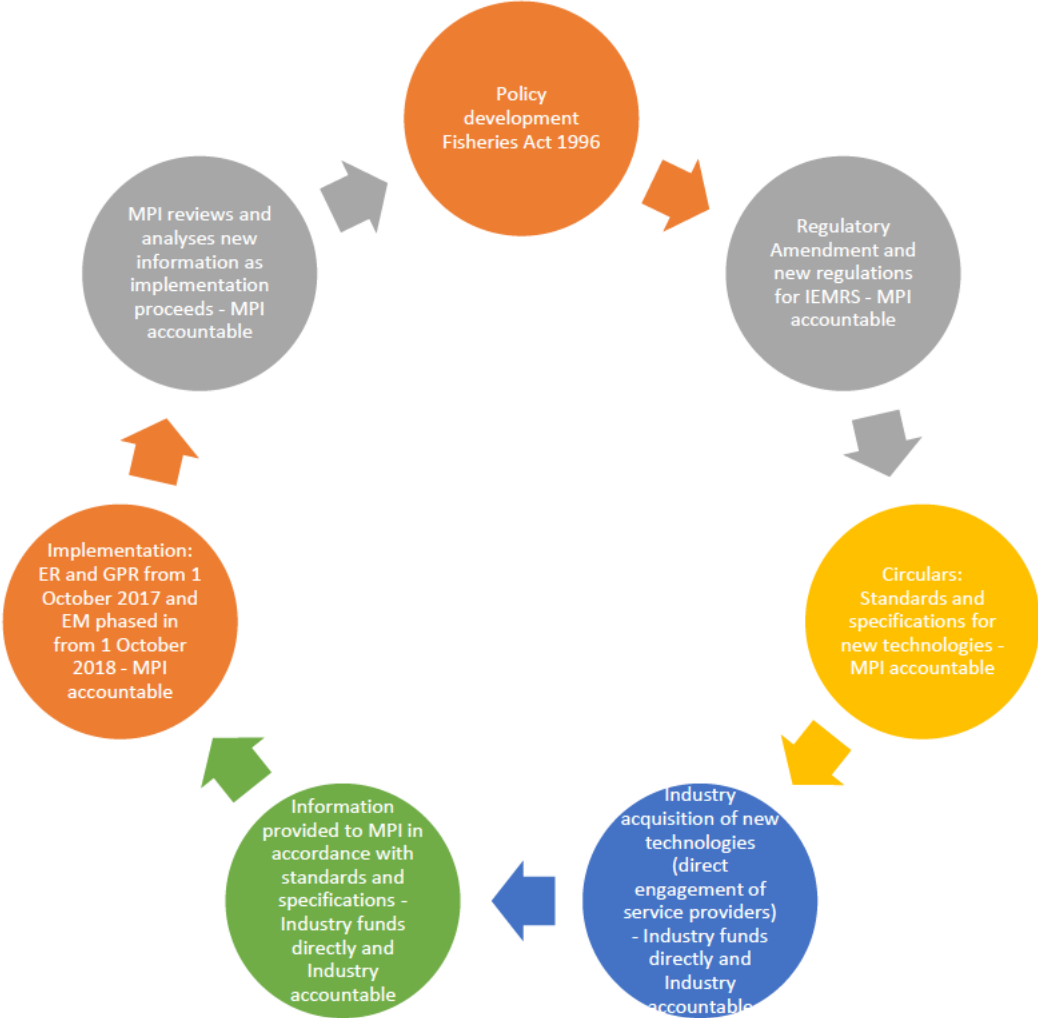 Policy
development
Fisheries Act 1996
Regulatory
Amendment and
new regulations
for IEMRS - MPI
accountable
Circulars:
Standards and
specifications for
new technologies -
MPI accountable
Industry
acquisition of new
technologies
(direct
engagement of
service providers)
- Industry funds
directly and
Industry
accountable
Information
provided to MPI in
accordance with
standards and
specifications -
Industry funds
directly and
Industry
accountable
Implementation:
ER and GPR from 1
October 2017 and
EM phased in
from 1 October
2018 - MPI
accountable
MPI reviews and
analyses new
information as
implementation
proceeds - MPI
accountable